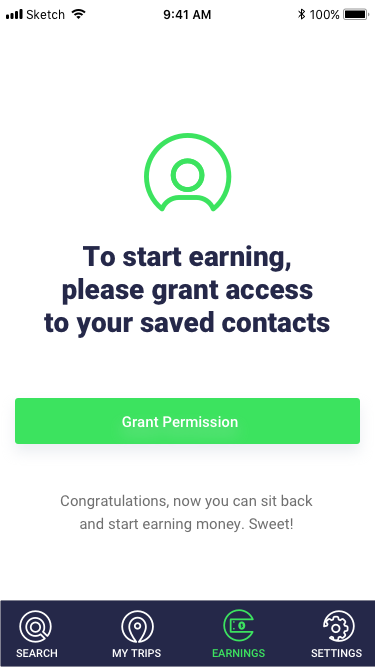 Sketch 9:41 AM 100%
To start earning,
please grant access
to your saved contacts
Grant Permission
Congratulations, now you can sit back
and start earning money. Sweet!
SEARCH MY TRIPS EARNINGS SETTINGS